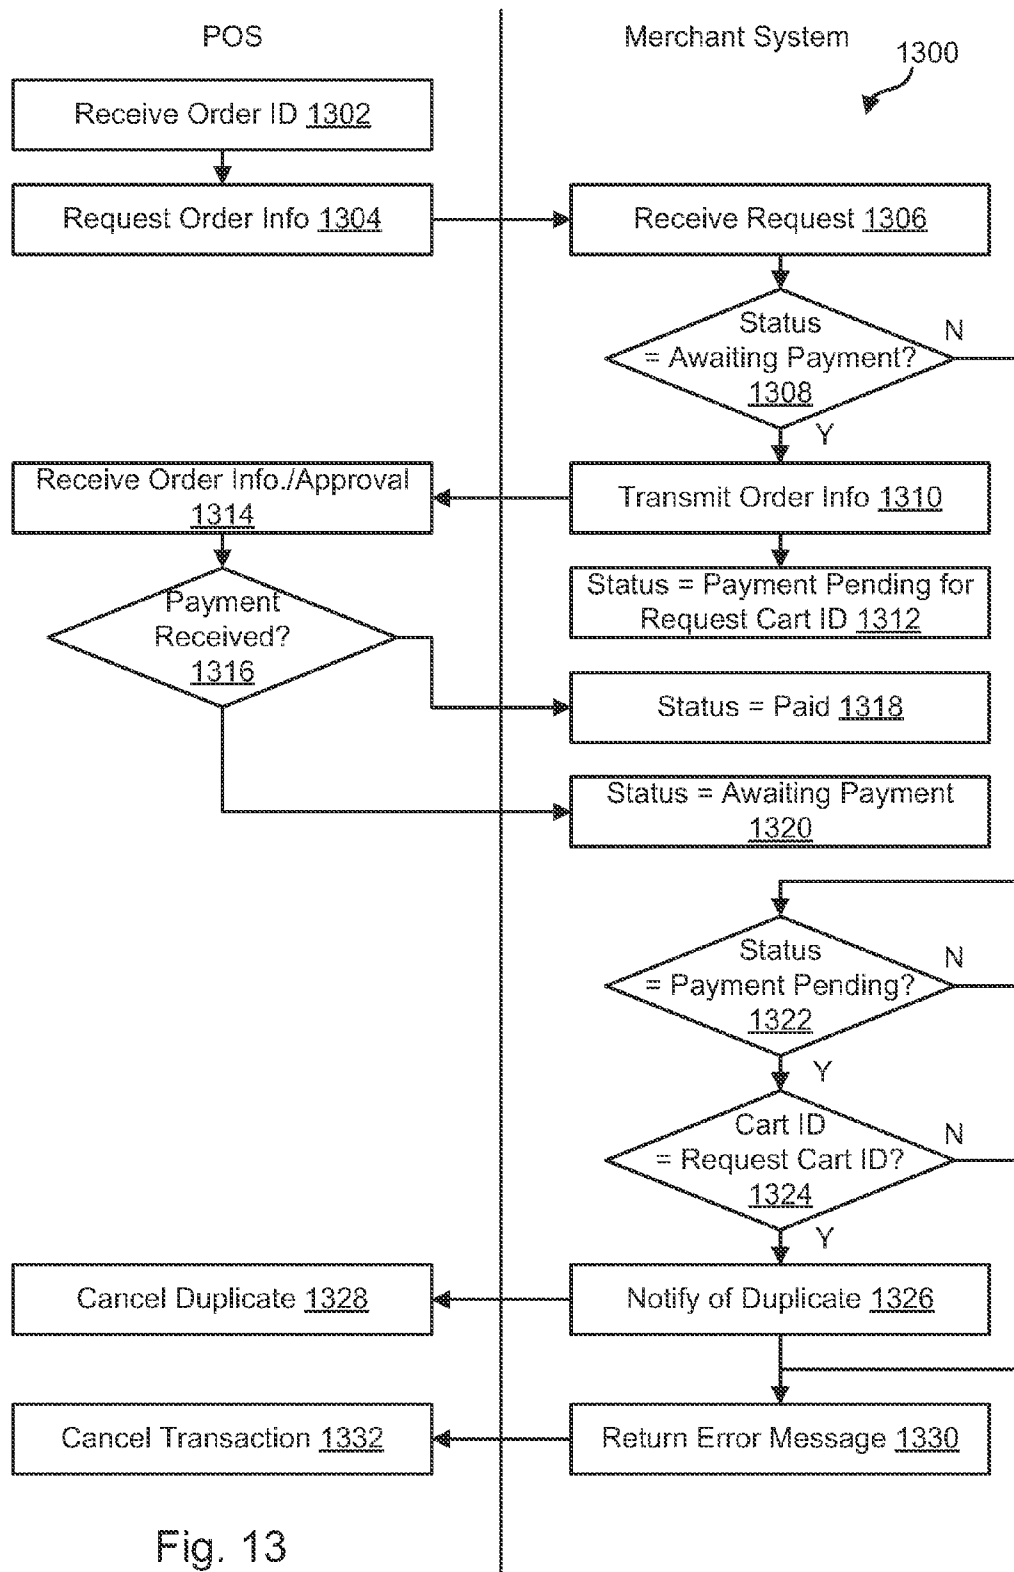 POS
Merchant System
1300
Receive Order ID 1302
Request Order Info 1304
Receive Request 1306
Status
= Awaiting Payment?
1308
N
Y
Receive Order Info./Approval
1314
Transmit Order Info 1310
Payment
Received?
1316
Status = Payment Pending for
Request Cart ID 1312
Status = Paid 1318
Status = Awaiting Payment
1320
Status
= Payment Pending?
1322
N
Y
Cart ID
= Request Cart ID?
1324
N
Y
Cancel Duplicate 1328
Notify of Duplicate 1326
Cancel Transaction 1332
Return Error Message 1330
Fig. 13